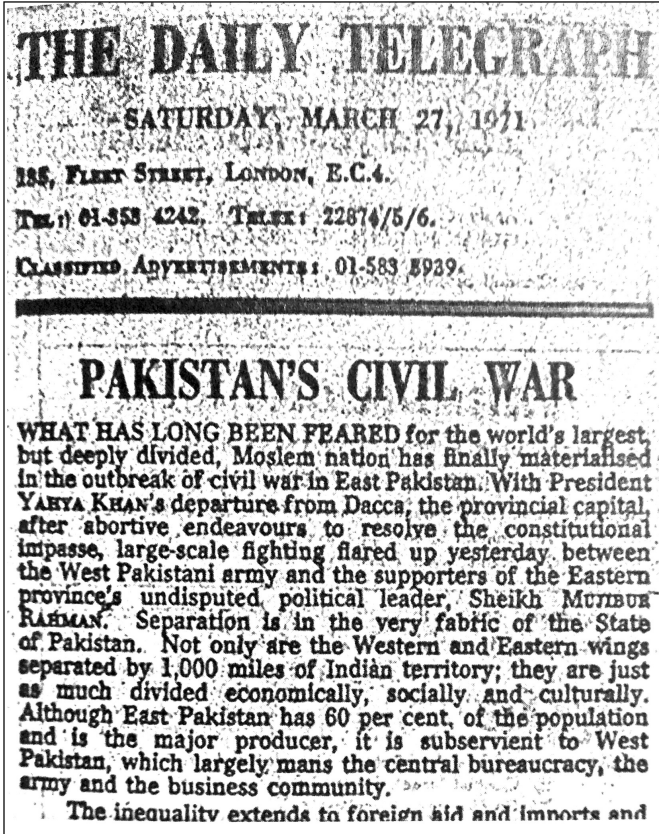 THE DAILY TELEGRAPH
SATURDAY, MARCH 27, 1971
135, FLEET STREET, LONDON, E.C.4.
TEL: 01-353 4242. TELEX: 22874/5/6.
CLASSIFIED ADVERTISEMENTS: 01-583 3939.
PAKISTAN'S CIVIL WAR
WHAT HAS LONG BEEN FEARED for the world's largest,
but deeply divided, Moslem nation has finally materialised
in the outbreak of civil war in East Pakistan. With President
YAHYA KHAN'S departure from Dacca, the provincial capital,
after abortive endeavours to resolve the constitutional
impasse, large-scale fighting flared up yesterday between
the West Pakistani army and the supporters of the Eastern
province's undisputed political leader, Sheikh MUJIBUR
RAHMAN. Separation is in the very fabric of the State
of Pakistan. Not only are the Western and Eastern wings
separated by 1,000 miles of Indian territory; they are just
as much divided economically, socially and culturally.
Although East Pakistan has 60 per cent. of the population
and is the major producer, it is subservient to West
Pakistan, which largely mans the central bureaucracy, the
army and the business community.
The inequality extends to foreign aid and imports and